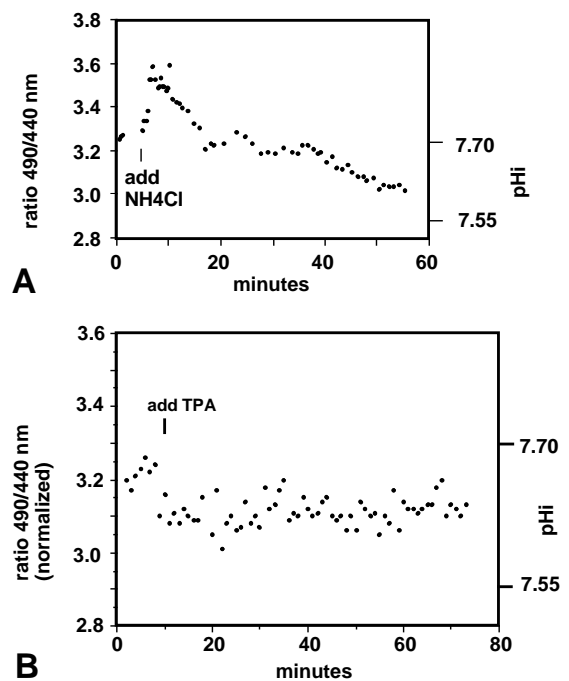 3.8
3.6
3.4
3.2
3.0
2.8
ratio 490/440 nm
add
NH4Cl
7.70
7.55
pHi
0
20
40
60
minutes
A
3.6
3.4
3.2
3.0
2.8
ratio 490/440 nm
(normalized)
add TPA
7.70
7.55
pHi
0
20
40
60
80
minutes
B